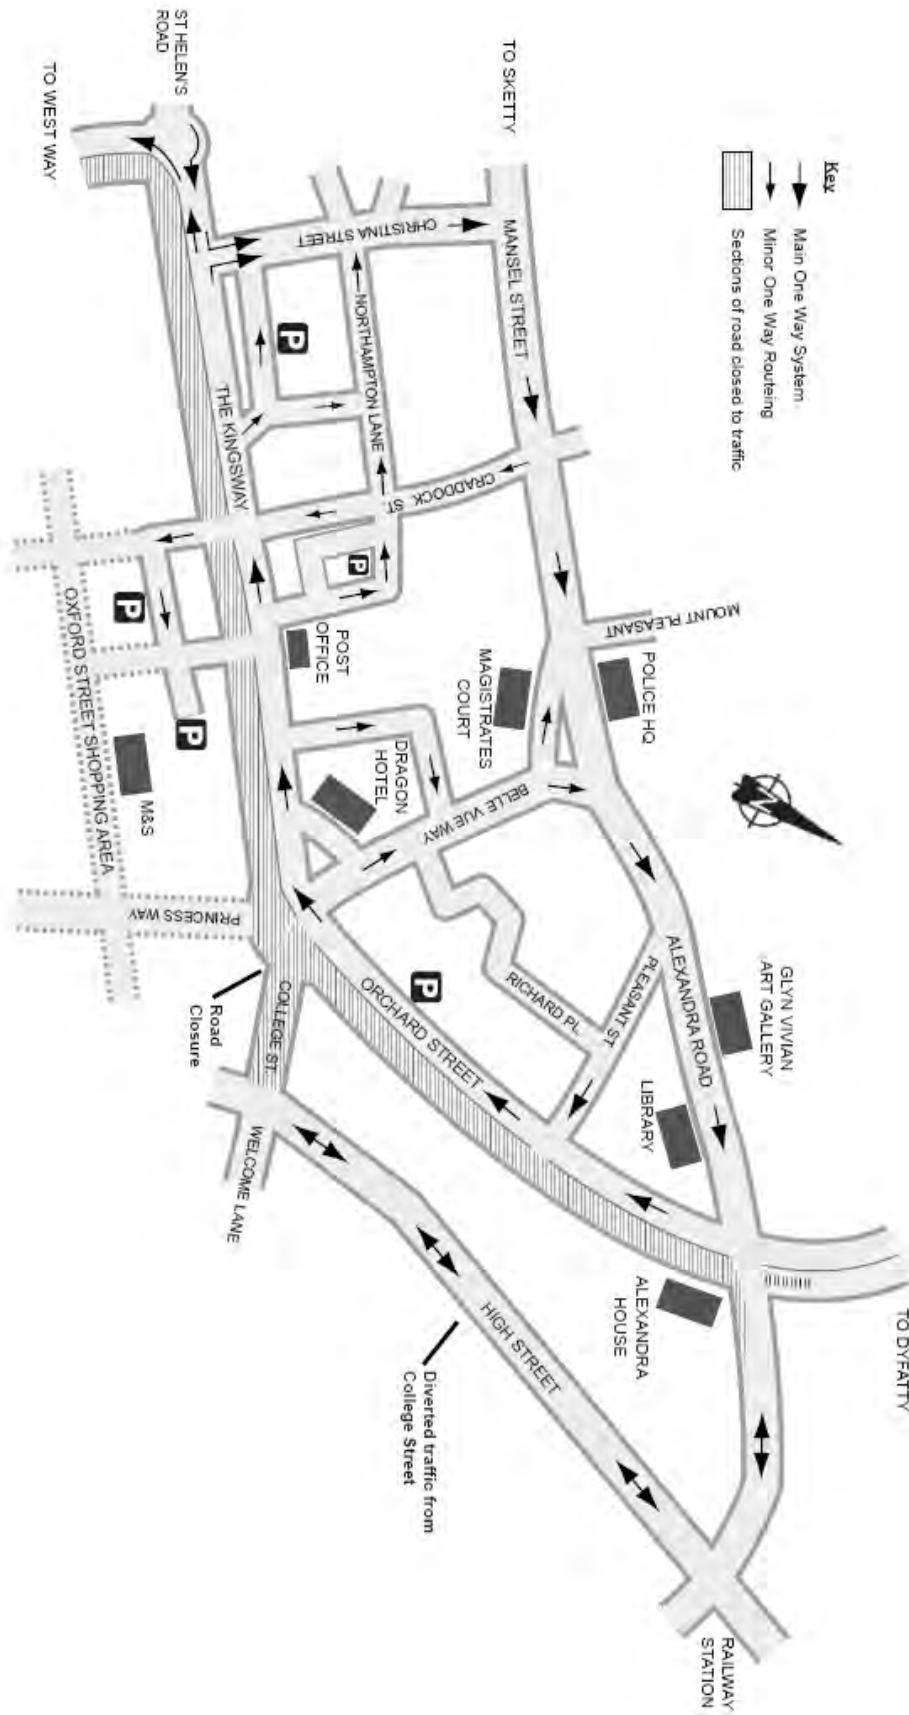 Key
Main One Way System
Minor One Way Routeing
Sections of road closed to traffic
ST HELEN'S
ROAD
TO WEST WAY
TO SKETTY
CHRISTINA STREET
MANSEL STREET
P
NORTHAMPTON LANE
THE KINGSWAY
CRADDOCK
ST.
P
MOUNT PLEASANT
POST
OFFICE
P
MAGISTRATES
COURT
POLICE HQ
OXFORD STREET SHOPPING AREA
P
M&S
DRAGON
HOTEL
BELLE VUE WAY
PRINCESS WAY
Road
Closure
COLLEGE ST.
ORCHARD STREET
P
RICHARD PL.
PLEASANT ST.
ALEXANDRA ROAD
GLYN VIVIAN
ART GALLERY
LIBRARY
WELCOME LANE
HIGH STREET
ALEXANDRA
HOUSE
TO DYFATTY
Diverted traffic from
College Street
RAILWAY
STATION